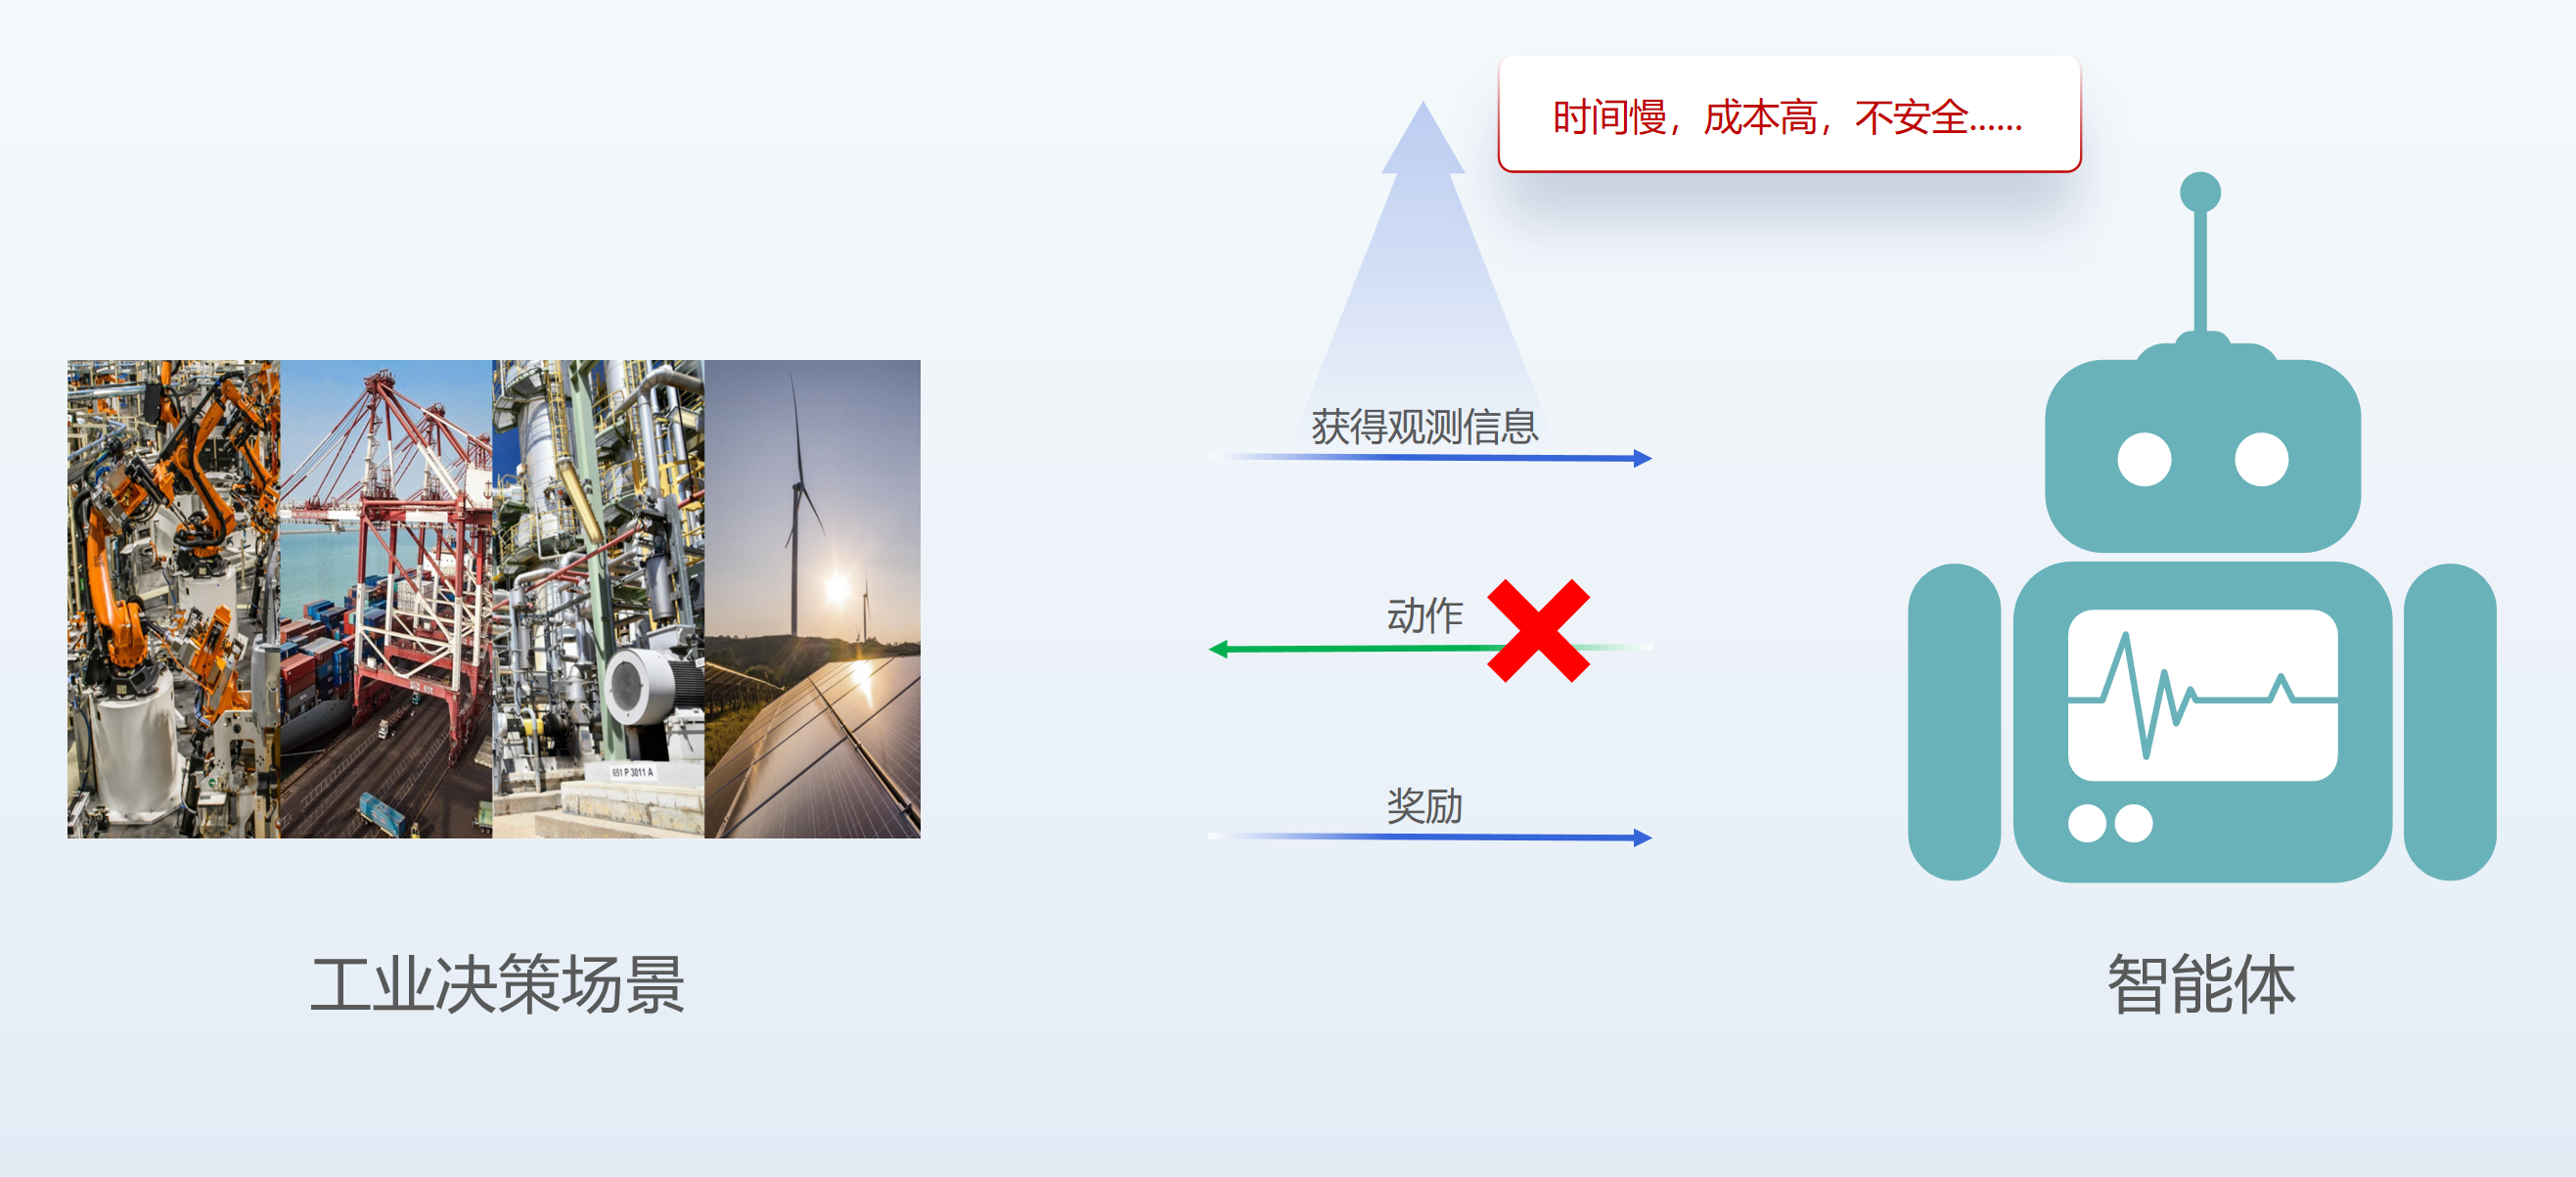 时间慢，成本高，不安全......
获得观测信息
动作
奖励
651 P 3011 A
工业决策场景
智能体